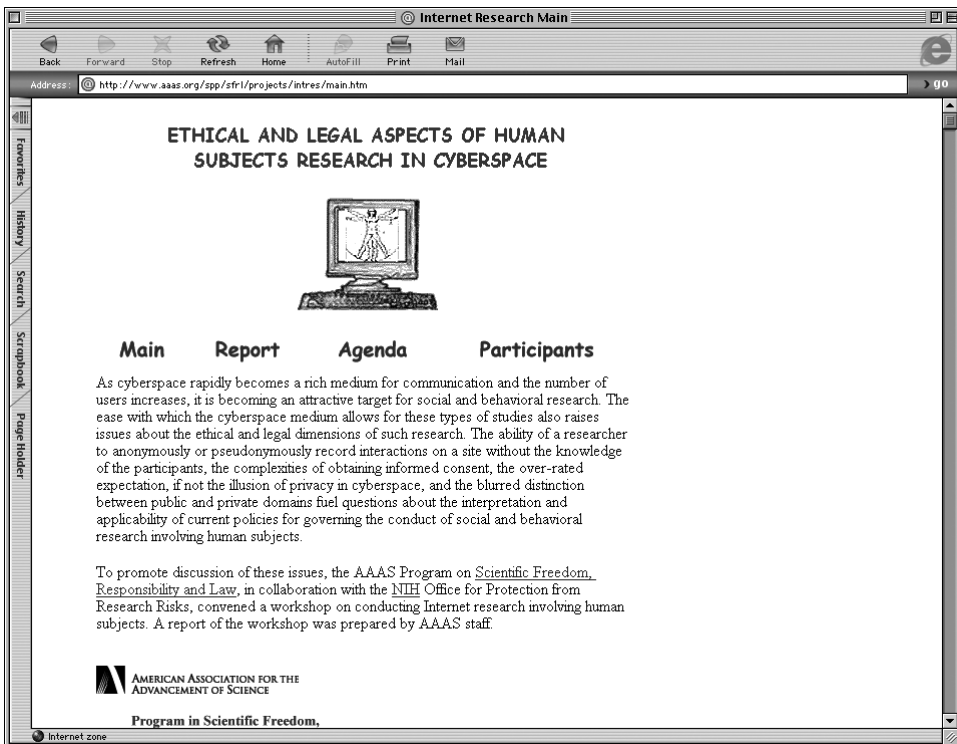 @ Internet Research Main
Back Forward Stop Refresh Home AutoFill Print Mail
Address: @ http://www.aaas.org/spp/sfrl/projects/intres/main.htm go
Favorites
History
Search
Scrapbook
Page Holder
ETHICAL AND LEGAL ASPECTS OF HUMAN
SUBJECTS RESEARCH IN CYBERSPACE
Main Report Agenda Participants
As cyberspace rapidly becomes a rich medium for communication and the number of
users increases, it is becoming an attractive target for social and behavioral research. The
ease with which the cyberspace medium allows for these types of studies also raises
issues about the ethical and legal dimensions of such research. The ability of a researcher
to anonymously or pseudonymously record interactions on a site without the knowledge
of the participants, the complexities of obtaining informed consent, the over-rated
expectation, if not the illusion of privacy in cyberspace, and the blurred distinction
between public and private domains fuel questions about the interpretation and
applicability of current policies for governing the conduct of social and behavioral
research involving human subjects.
To promote discussion of these issues, the AAAS Program on Scientific Freedom,
Responsibility and Law, in collaboration with the NIH Office for Protection from
Research Risks, convened a workshop on conducting Internet research involving human
subjects. A report of the workshop was prepared by AAAS staff.
AMERICAN ASSOCIATION FOR THE
ADVANCEMENT OF SCIENCE
Program in Scientific Freedom,
Internet zone